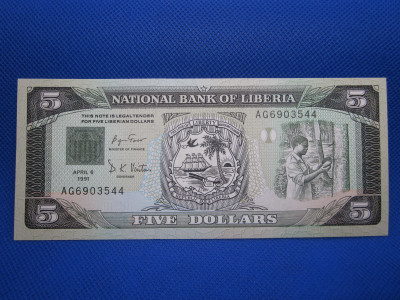 5 NATIONAL BANK OF LIBERIA 5
THIS NOTE IS LEGAL TENDER
FOR FIVE LIBERIAN DOLLARS
AG6903544
MINISTER OF FINANCE
APRIL 6
1991
GOVERNOR
AG6903544
5 FIVE DOLLARS 5